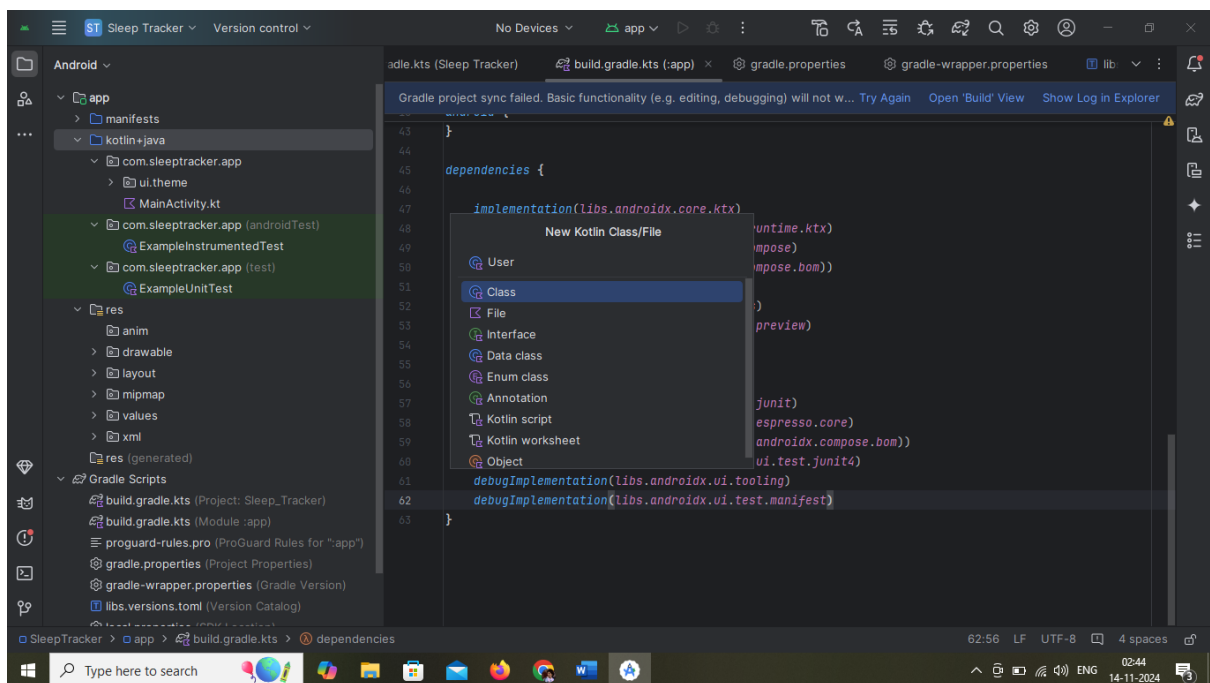 ST Sleep Tracker Version control No Devices app
Android
adle.kts (Sleep Tracker) build.gradle.kts (:app) gradle.properties gradle-wrapper.properties lib
Gradle project sync failed. Basic functionality (e.g. editing, debugging) will not w... Try Again Open 'Build' View Show Log in Explorer
app
manifests
kotlin+java
com.sleeptracker.app
ui.theme
MainActivity.kt
com.sleeptracker.app (androidTest)
ExampleInstrumentedTest
com.sleeptracker.app (test)
ExampleUnitTest
res
anim
drawable
layout
mipmap
values
xml
res (generated)
Gradle Scripts
build.gradle.kts (Project: Sleep_Tracker)
build.gradle.kts (Module :app)
proguard-rules.pro (ProGuard Rules for ":app")
gradle.properties (Project Properties)
gradle-wrapper.properties (Gradle Version)
libs.versions.toml (Version Catalog)
android {
43 }
44
45 dependencies {
46
47 implementation(libs.androidx.core.ktx)
48 untime.ktx)
49 mpose)
50 mpose.bom))
51
52 )
53 preview)
54
55
56
57 junit)
58 espresso.core)
59 androidx.compose.bom))
60 ui.test.junit4)
61 debugImplementation(libs.androidx.ui.tooling)
62 debugImplementation(libs.androidx.ui.test.manifest)
63 }
New Kotlin Class/File
User
Class
File
Interface
Data class
Enum class
Annotation
Kotlin script
Kotlin worksheet
Object
SleepTracker > app > build.gradle.kts > dependencies 62:56 LF UTF-8 4 spaces
Type here to search ENG 02:44
14-11-2024
3